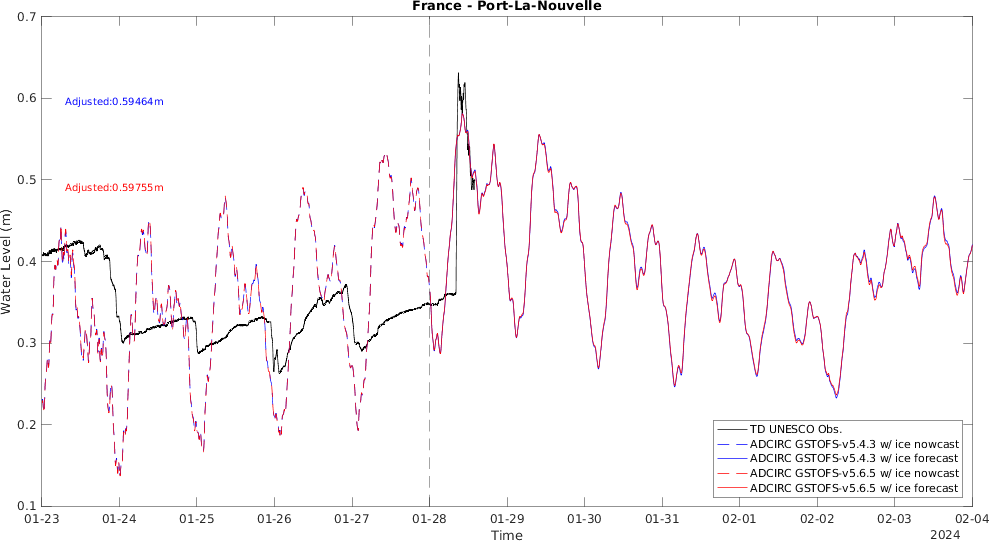 France - Port-La-Nouvelle
0.7
0.6
0.5
0.4
0.3
0.2
0.1
Water Level (m)
Adjusted:0.59464m
Adjusted:0.59755m
TD UNESCO Obs.
ADCIRC GSTOFS-v5.4.3 w/ ice nowcast
ADCIRC GSTOFS-v5.4.3 w/ ice forecast
ADCIRC GSTOFS-v5.6.5 w/ ice nowcast
ADCIRC GSTOFS-v5.6.5 w/ ice forecast
01-23 01-24 01-25 01-26 01-27 01-28 01-29 01-30 01-31 02-01 02-02 02-03 02-04
Time
2024